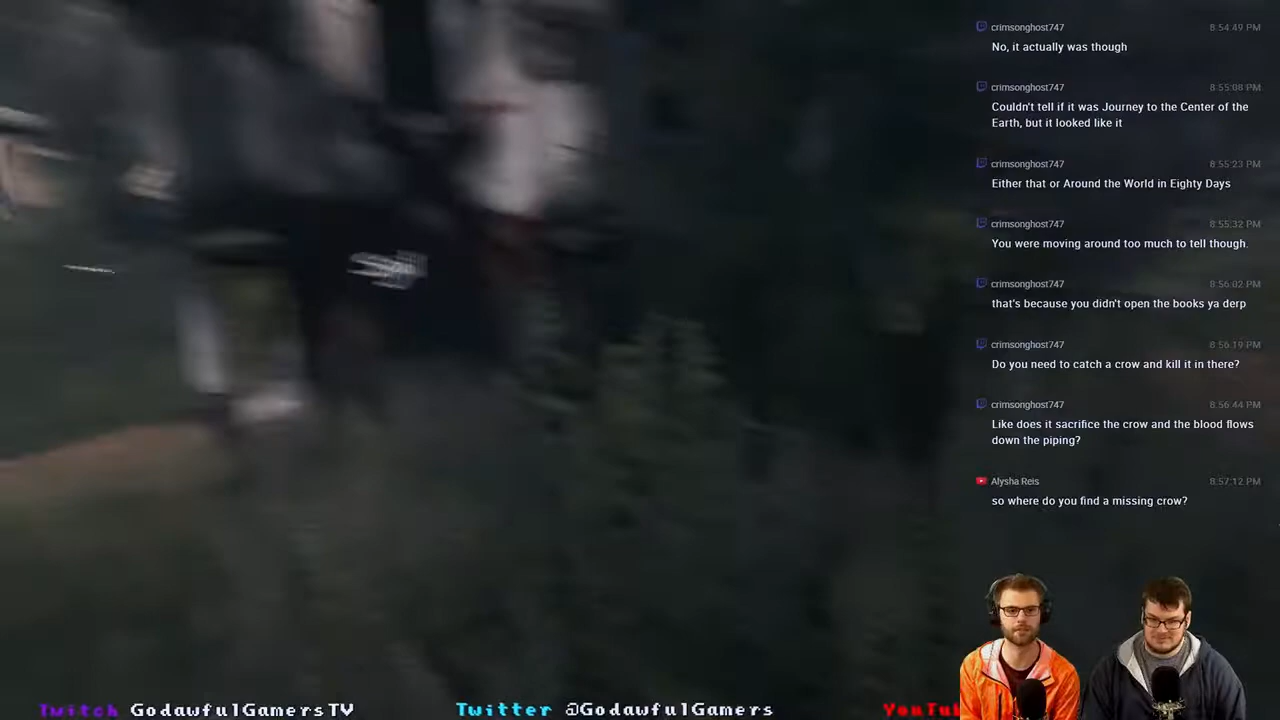 crimsonghost747 8:54:49 PM
No, it actually was though
crimsonghost747 8:55:08 PM
Couldn't tell if it was Journey to the Center of the
Earth, but it looked like it
crimsonghost747 8:55:23 PM
Either that or Around the World in Eighty Days
crimsonghost747 8:55:32 PM
You were moving around too much to tell though.
crimsonghost747 8:56:02 PM
that's because you didn't open the books ya derp
crimsonghost747 8:56:19 PM
Do you need to catch a crow and kill it in there?
crimsonghost747 8:56:44 PM
Like does it sacrifice the crow and the blood flows
down the piping?
Alysha Reis 8:57:12 PM
so where do you find a missing crow?
Twitch GodawfulGamersTV Twitter @GodawfulGamers